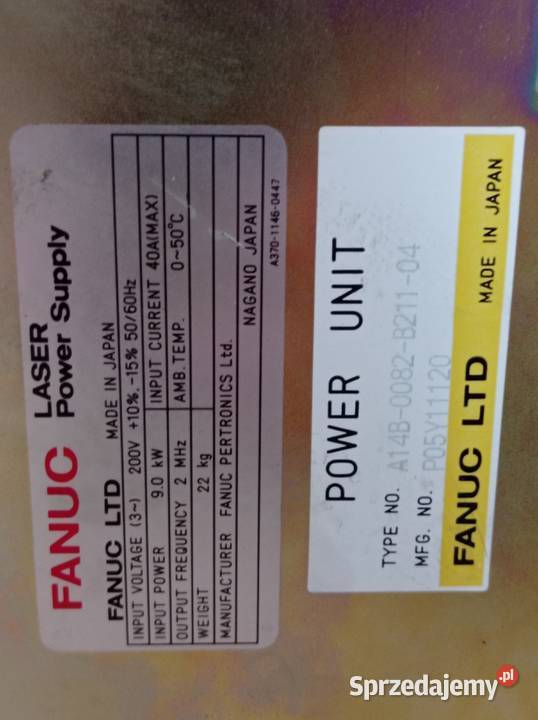 FANUC LASER
Power Supply
FANUC LTD MADE IN JAPAN
INPUT VOLTAGE (3~) 200V +10%,-15% 50/60Hz
INPUT POWER 9.0 kW INPUT CURRENT 40A(MAX)
OUTPUT FREQUENCY 2 MHz AMB.TEMP. 0~50°C
WEIGHT 22 kg
MANUFACTURER FANUC PERTRONICS Ltd.
NAGANO JAPAN
A370-1146-0447
POWER UNIT
TYPE NO. A14B-0082-B211-04
MFG. NO. P05Y11120
FANUC LTD MADE IN JAPAN
Sprzedajemy.pl